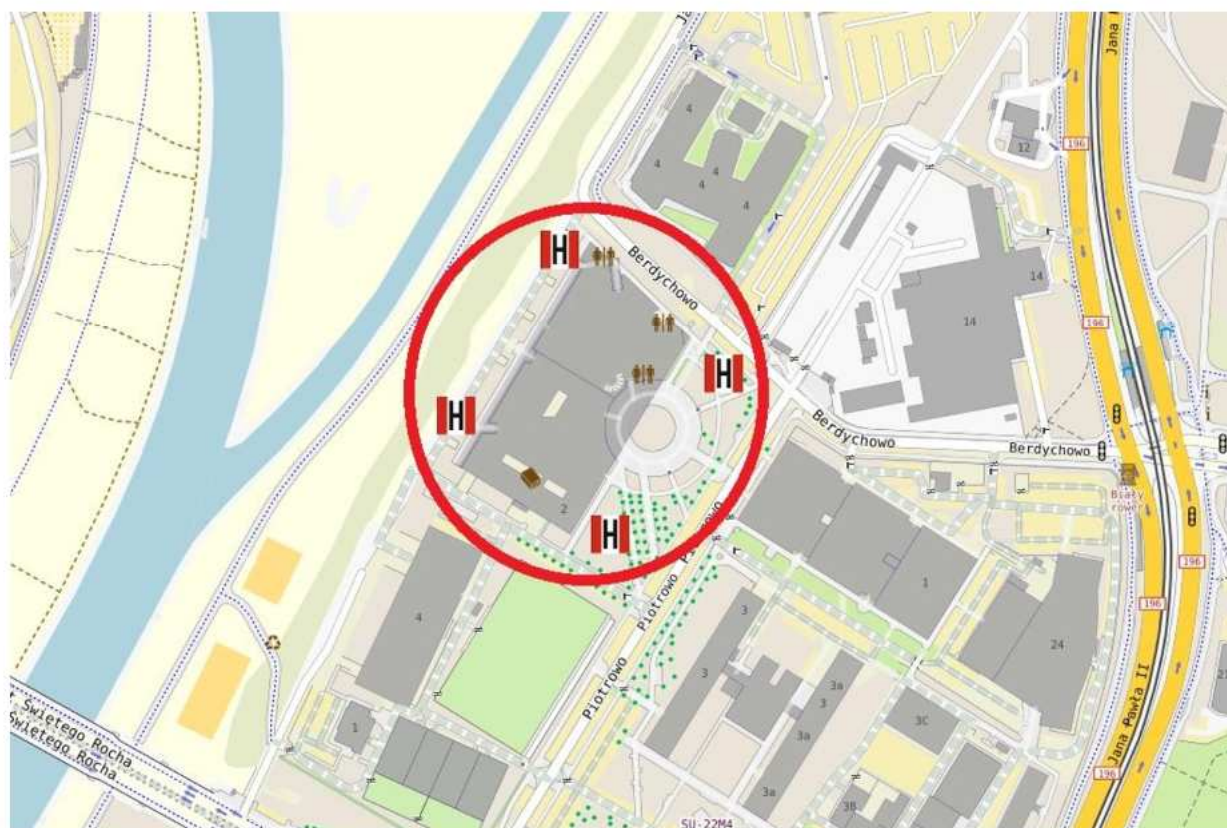 Jana
4
4
4
4
4
12
196
Berdychowo
14
14
196
H
H
H
Berdychowo
Berdychowo
Biały
rower
2
H
196
196
Piotrowo
Piotrowo
1
24
4
3
3
3a
3
3a
3C
3a
3B
1
Jana Pawła II
196
Świętego Rocha
Świętego Rocha
SU-22M4